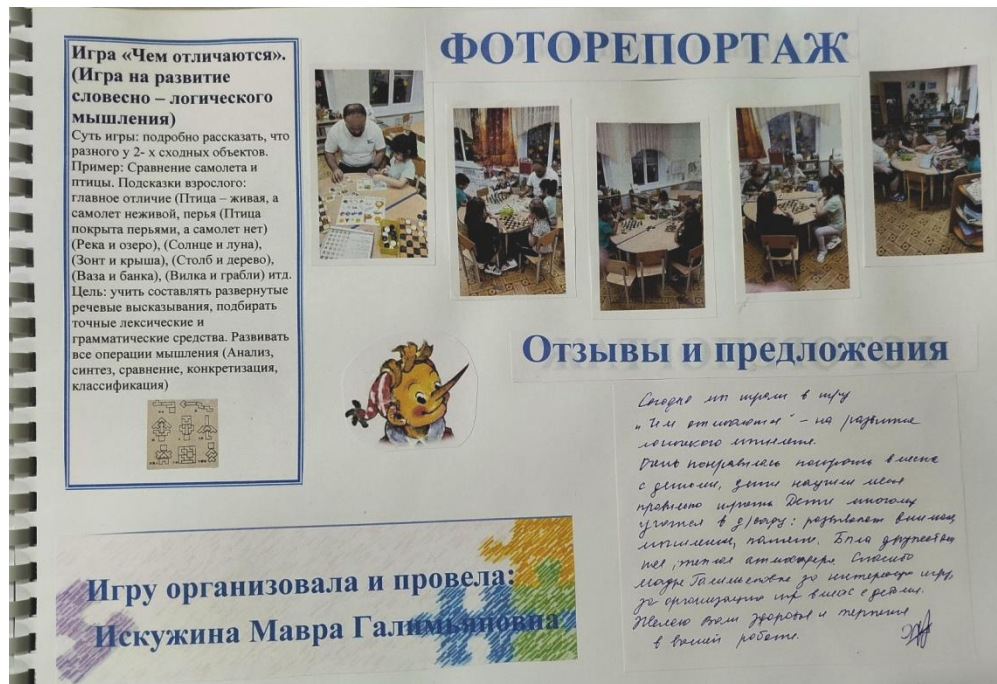 Игра «Чем отличаются».
(Игра на развитие
словесно – логического
мышления)
Суть игры: подробно рассказать, что
разного у 2- х сходных объектов.
Пример: Сравнение самолета и
птицы. Подсказки взрослого:
главное отличие (Птица – живая, а
самолет неживой, перья (Птица
покрыта перьями, а самолет нет)
(Река и озеро), (Солнце и луна),
(Зонт и крыша), (Столб и дерево),
(Ваза и банка), (Вилка и грабли) итд.
Цель: учить составлять развернутые
речевые высказывания, подбирать
точные лексические и
грамматические средства. Развивать
все операции мышления (Анализ,
синтез, сравнение, конкретизация,
классификация)
ФОТОРЕПОРТАЖ
Отзывы и предложения
Сегодня мы играли в игру
„Чем отличаются" – на развитие
логического мышления.
Очень понравилось поиграть вместе
с детьми, дети научили меня
правильно играть Дети многому
учатся в д/саду: развивают внимание,
мышление, память. Была дружествен
ная, теплая атмосфера. Спасибо
Мавре Галимьяновне за интересную игру,
за организацию игр вместе с детьми.
Желаю Вам здоровья и терпения
в вашей работе.
Игру организовала и провела:
Искужина Мавра Галимьяновна